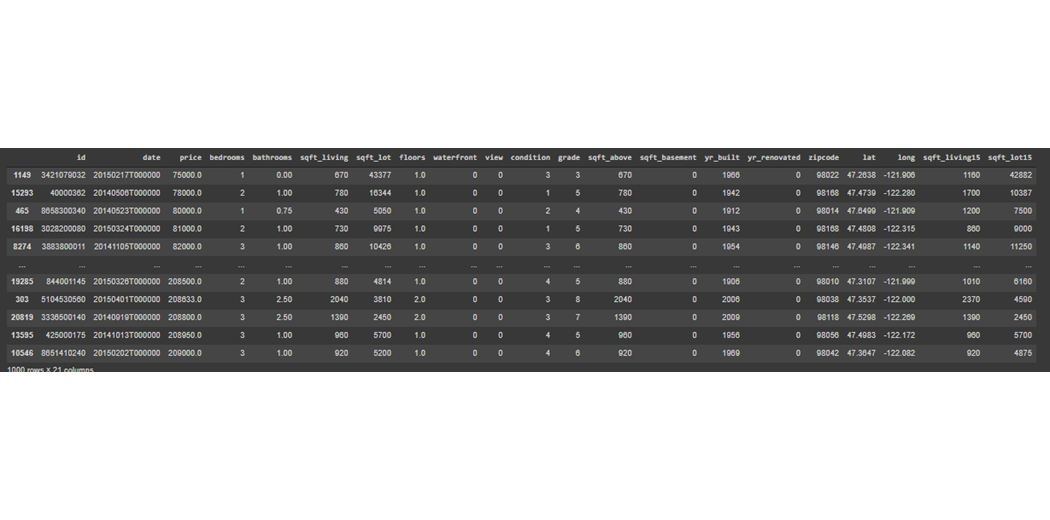 id date price bedrooms bathrooms sqft_living sqft_lot floors waterfront view condition grade sqft_above sqft_basement yr_built yr_renovated zipcode lat long sqft_living15 sqft_lot15
1149 3421079032 20150217T000000 75000.0 1 0.00 670 43377 1.0 0 0 3 3 670 0 1966 0 98022 47.2638 -121.906 1160 42882
15293 40000362 20140506T000000 78000.0 2 1.00 780 16344 1.0 0 0 1 5 780 0 1942 0 98168 47.4739 -122.280 1700 10387
465 8658300340 20140523T000000 80000.0 1 0.75 430 5050 1.0 0 0 2 4 430 0 1912 0 98014 47.6499 -121.909 1200 7500
16198 3028200080 20150324T000000 81000.0 2 1.00 730 9975 1.0 0 0 1 5 730 0 1943 0 98168 47.4808 -122.315 860 9000
8274 3883800011 20141105T000000 82000.0 3 1.00 860 10426 1.0 0 0 3 6 860 0 1954 0 98146 47.4987 -122.341 1140 11250
... ... ... ... ... ... ... ... ... ... ... ... ... ... ... ... ... ... ... ... ... ...
19285 844001145 20150326T000000 208500.0 2 1.00 880 4814 1.0 0 0 4 5 880 0 1906 0 98010 47.3107 -121.999 1010 6160
303 5104530560 20150401T000000 208633.0 3 2.50 2040 3810 2.0 0 0 3 8 2040 0 2006 0 98038 47.3537 -122.000 2370 4590
20819 3336500140 20140919T000000 208800.0 3 2.50 1390 2450 2.0 0 0 3 7 1390 0 2009 0 98118 47.5298 -122.269 1390 2450
13595 425000175 20141013T000000 208950.0 3 1.00 960 5700 1.0 0 0 4 5 960 0 1956 0 98056 47.4983 -122.172 960 5700
10546 8651410240 20150202T000000 209000.0 3 1.00 920 5200 1.0 0 0 4 6 920 0 1969 0 98042 47.3647 -122.082 920 4875
1000 rows × 21 columns